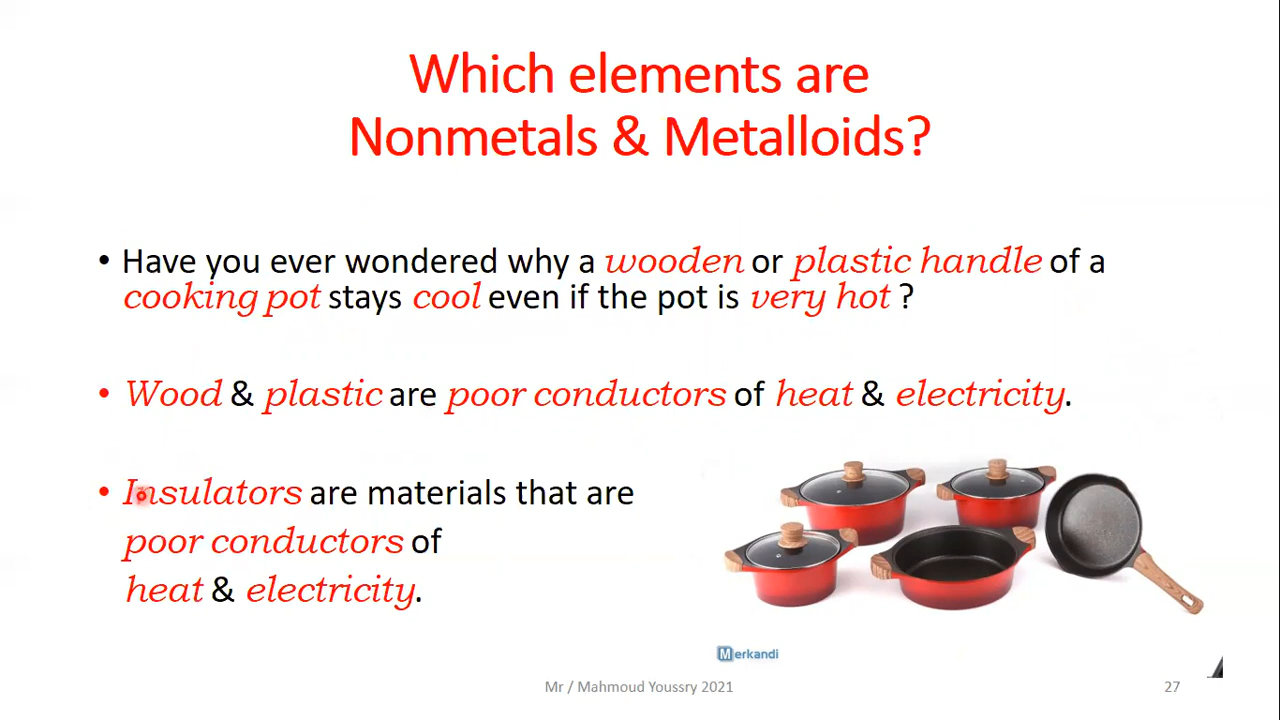 Which elements are
Nonmetals & Metalloids?
• Have you ever wondered why a wooden or plastic handle of a
cooking pot stays cool even if the pot is very hot ?
• Wood & plastic are poor conductors of heat & electricity.
• Insulators are materials that are
poor conductors of
heat & electricity.
Merkandi
Mr / Mahmoud Youssry 2021
27